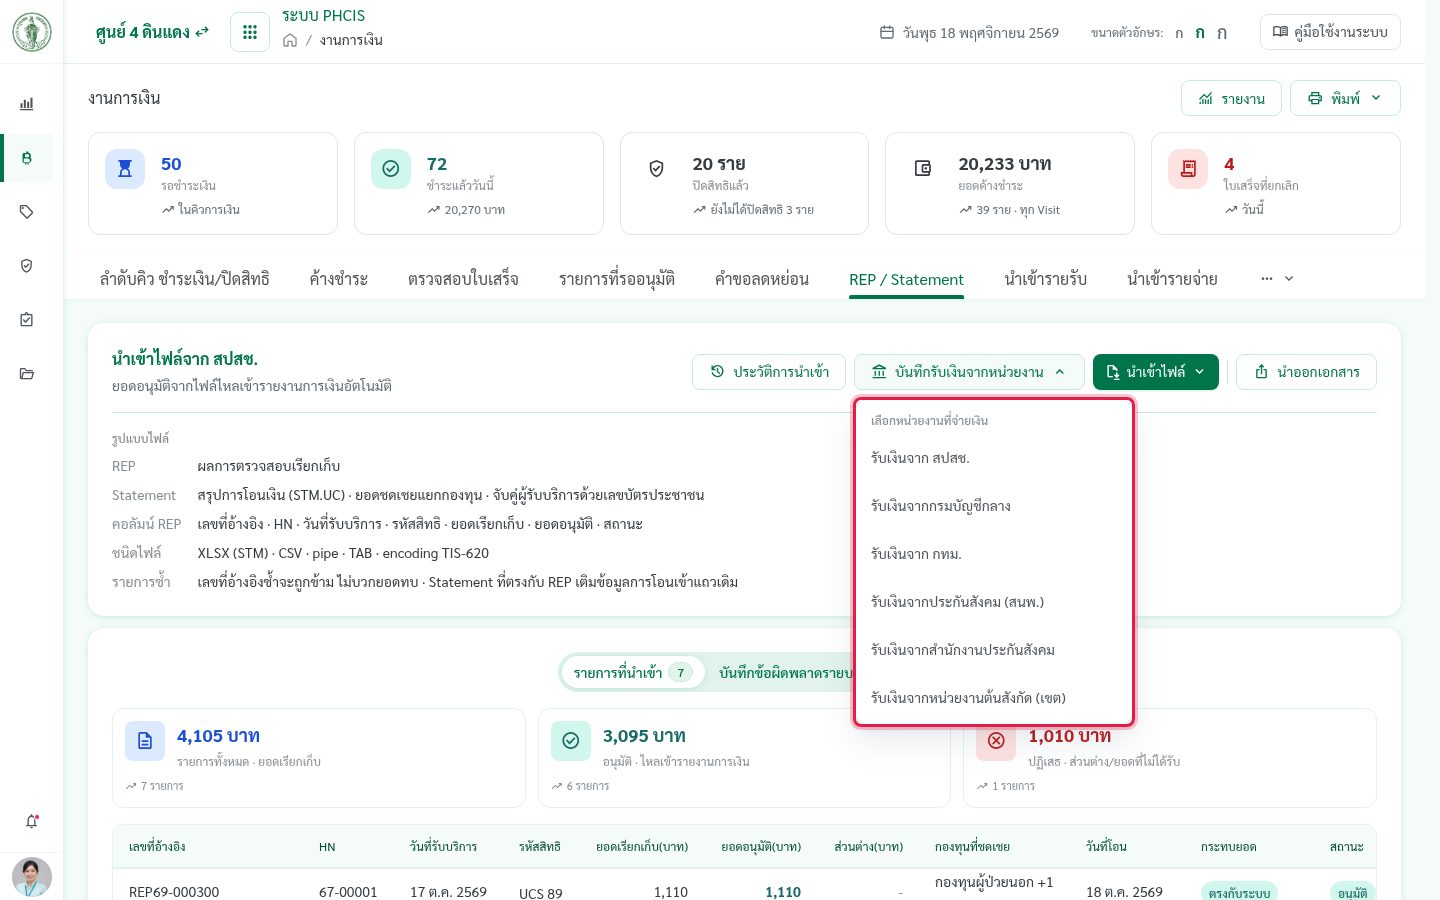 ศูนย์ 4 ดินแดง
ระบบ PHCIS
/ งานการเงิน
วันพุธ 18 พฤศจิกายน 2569
ขนาดตัวอักษร: ก ก ก
คู่มือใช้งานระบบ
งานการเงิน
รายงาน
พิมพ์
50
รอชำระเงิน
ในคิวการเงิน
72
ชำระแล้ววันนี้
20,270 บาท
20 ราย
ปิดสิทธิแล้ว
ยังไม่ได้ปิดสิทธิ 3 ราย
20,233 บาท
ยอดค้างชำระ
39 ราย · ทุก Visit
4
ใบเสร็จที่ยกเลิก
วันนี้
ลำดับคิว ชำระเงิน/ปิดสิทธิ
ค้างชำระ
ตรวจสอบใบเสร็จ
รายการที่รออนุมัติ
คำขอลดหย่อน
REP / Statement
นำเข้ารายรับ
นำเข้ารายจ่าย
นำเข้าไฟล์จาก สปสช.
ยอดอนุมัติจากไฟล์ไหลเข้ารายงานการเงินอัตโนมัติ
ประวัติการนำเข้า
บันทึกรับเงินจากหน่วยงาน
นำเข้าไฟล์
นำออกเอกสาร
เลือกหน่วยงานที่จ่ายเงิน
รับเงินจาก สปสช.
รับเงินจากกรมบัญชีกลาง
รับเงินจาก กทม.
รับเงินจากประกันสังคม (สนพ.)
รับเงินจากสำนักงานประกันสังคม
รับเงินจากหน่วยงานต้นสังกัด (เขต)
รูปแบบไฟล์
REP ผลการตรวจสอบเรียกเก็บ
Statement สรุปการโอนเงิน (STM.UC) · ยอดชดเชยแยกกองทุน · จับคู่ผู้รับบริการด้วยเลขบัตรประชาชน
คอลัมน์ REP เลขที่อ้างอิง · HN · วันที่รับบริการ · รหัสสิทธิ · ยอดเรียกเก็บ · ยอดอนุมัติ · สถานะ
ชนิดไฟล์ XLSX (STM) · CSV · pipe · TAB · encoding TIS-620
รายการซ้ำ เลขที่อ้างอิงซ้ำจะถูกข้าม ไม่บวกยอดทบ · Statement ที่ตรงกับ REP เติมข้อมูลการโอนเข้าแถวเดิม
รายการที่นำเข้า 7
บันทึกข้อผิดพลาดรายบ
4,105 บาท
รายการทั้งหมด · ยอดเรียกเก็บ
7 รายการ
3,095 บาท
อนุมัติ · ไหลเข้ารายงานการเงิน
6 รายการ
1,010 บาท
ปฏิเสธ · ส่วนต่าง/ยอดที่ไม่ได้รับ
1 รายการ
เลขที่อ้างอิง HN วันที่รับบริการ รหัสสิทธิ ยอดเรียกเก็บ(บาท) ยอดอนุมัติ(บาท) ส่วนต่าง(บาท) กองทุนที่ชดเชย วันที่โอน กระทบยอด สถานะ
REP69-000300 67-00001 17 ต.ค. 2569 UCS 89 1,110 1,110 - กองทุนผู้ป่วยนอก +1 18 ต.ค. 2569 ตรงกับระบบ อนุมัติ